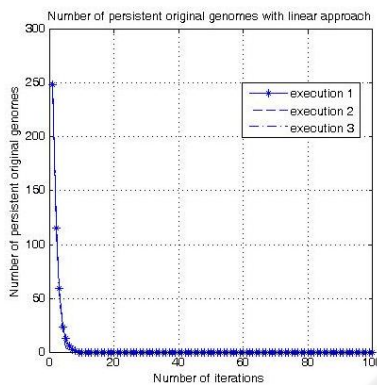 Number of persistent original genomes with linear approach
300
250
200
150
100
50
0
Number of persistent original genomes
execution 1
execution 2
execution 3
0 20 40 60 80 100
Number of iterations